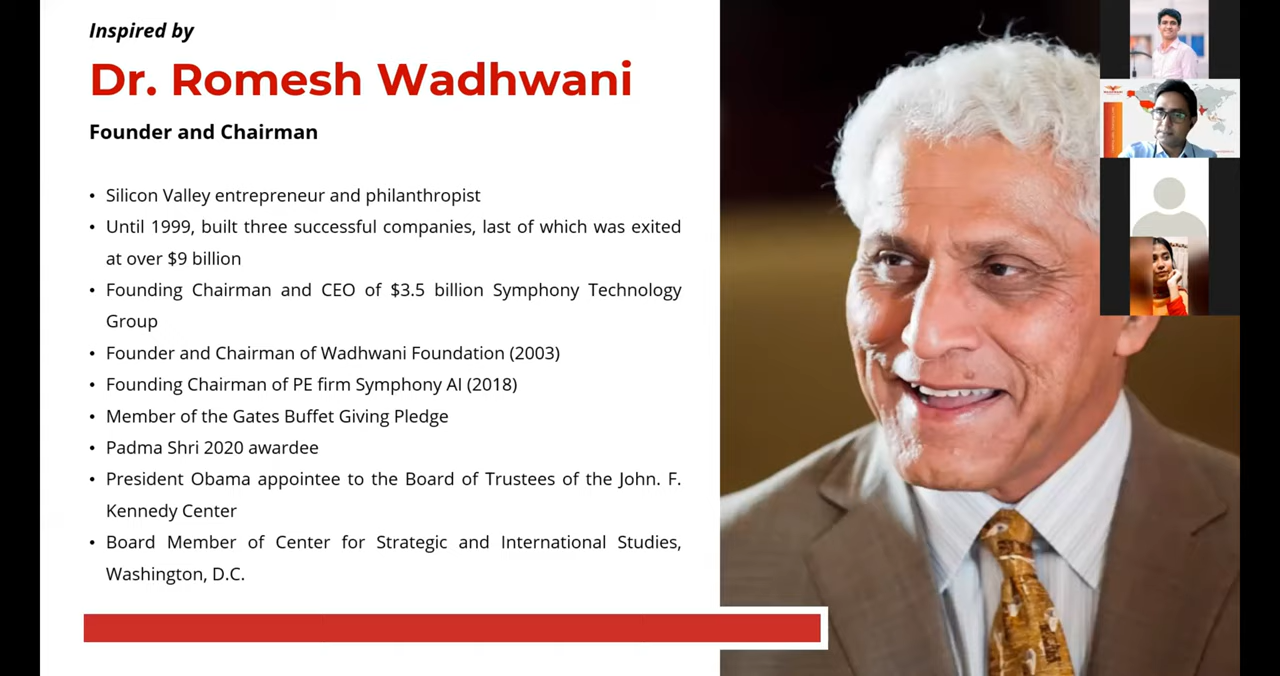 Inspired by
Dr. Romesh Wadhwani
Founder and Chairman
• Silicon Valley entrepreneur and philanthropist
• Until 1999, built three successful companies, last of which was exited
at over $9 billion
• Founding Chairman and CEO of $3.5 billion Symphony Technology
Group
• Founder and Chairman of Wadhwani Foundation (2003)
• Founding Chairman of PE firm Symphony AI (2018)
• Member of the Gates Buffet Giving Pledge
• Padma Shri 2020 awardee
• President Obama appointee to the Board of Trustees of the John. F.
Kennedy Center
• Board Member of Center for Strategic and International Studies,
Washington, D.C.